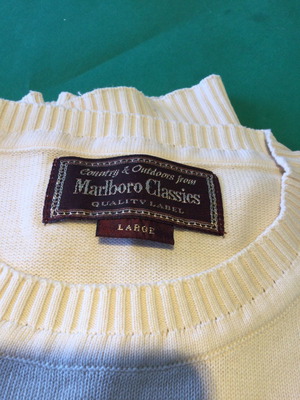 Country & Outdoors from
Marlboro Classics
QUALITY LABEL
LARGE